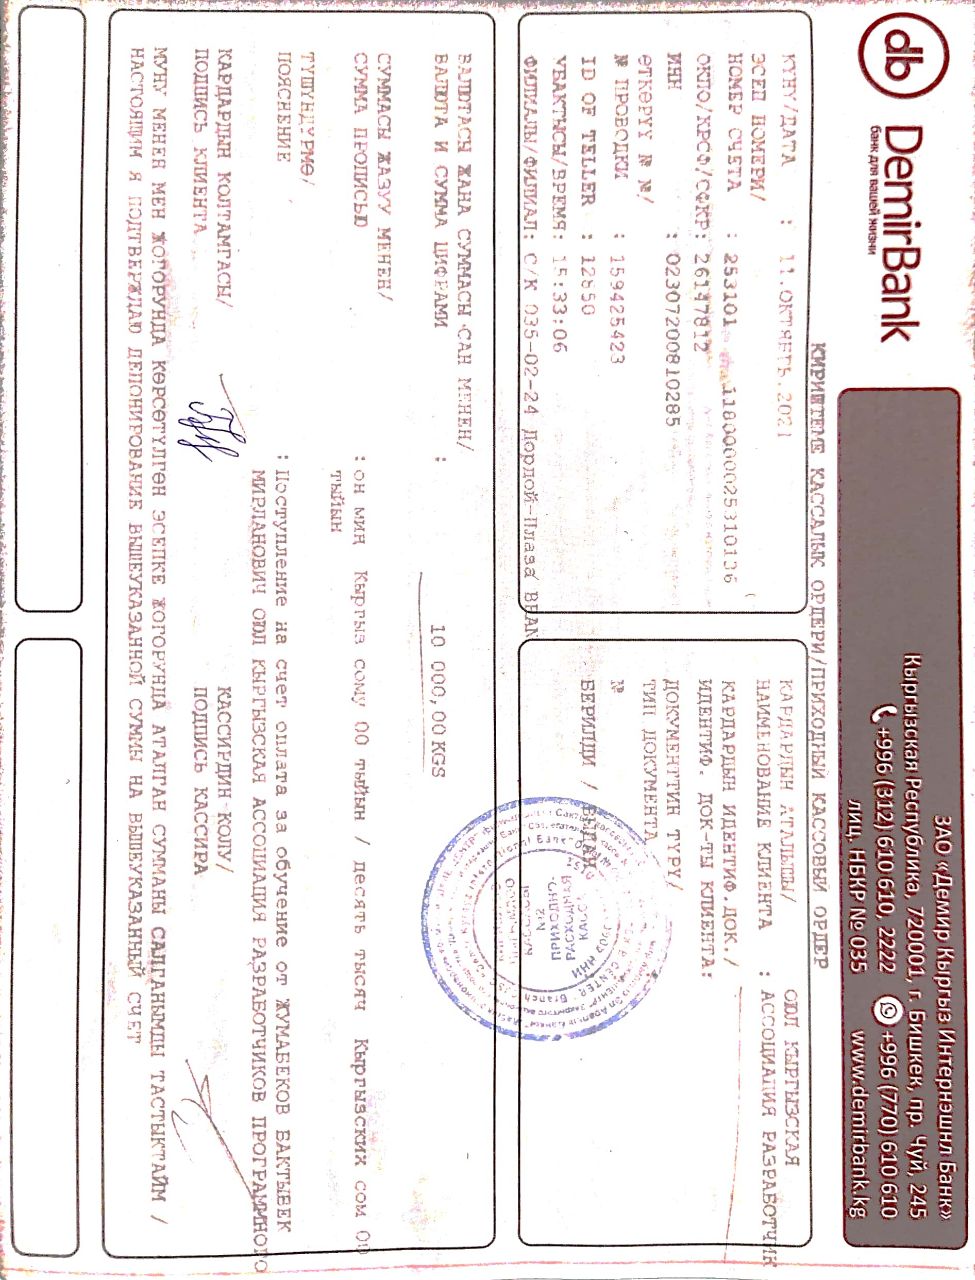 DemirBank
банк для вашей жизни
ЗАО «Демир Кыргыз Интернэшнл Банк»
Кыргызская Республика, 720001, г. Бишкек, пр. Чуй, 245
+996 (312) 610 610, 2222 +996 (770) 610 610
ЛИЦ. НБКР № 035 www.demirbank.kg
КИРИШТЕМЕ КАССАЛЫК ОРДЕРИ/ПРИХОДНЫЙ КАССОВЫЙ ОРДЕР
КҮНҮ/ДАТА : 11.ОКТЯБРЬ.2021
ЭСЕП НОМЕРИ/
НОМЕР СЧЕТА : 253101 1180000025310136
ОКПО/КРСФ/СФКР: 26147812
ИНН : 02307200810285
ӨТКӨРҮҮ № №/
№ ПРОВОДКИ : 159425423
ID OF TELLER : 12850
УБАКТЫСЫ/ВРЕМЯ: 15:33:06
ФИЛИАЛЫ/ФИЛИАЛ: С/К 035-02-24 Дордой-Плаза BRAN
КАРДАРДЫН АТАЛЫШЫ/ ОЮЛ КЫРГЫЗСКАЯ
НАИМЕНОВАНИЕ КЛИЕНТА : АССОЦИАЦИЯ РАЗРАБОТЧИК
КАРДАРДЫН ИДЕНТИФ.ДОК./
ИДЕНТИФ. ДОК-ТЫ КЛИЕНТА:
ДОКУМЕНТТИН ТҮРҮ/
ТИП ДОКУМЕНТА
№
БЕРИЛДИ / ВЫДАН
ПРИХОДНО-
РАСХОДНАЯ
КАССА
№2
ВАЛЮТАСЫ ЖАНА СУММАСЫ САН МЕНЕН/
ВАЛЮТА И СУММА ЦИФРАМИ : 10 000,00 KGS
СУММАСЫ ЖАЗУУ МЕНЕН/ : он миң Кыргыз сому 00 тыйын / десять тысяч Кыргызских сом 00
СУММА ПРОПИСЬЮ тыйын
ТҮШҮНДҮРМӨ/ : Поступление на счет оплата за обучение от ЖУМАБЕКОВ БАКТЫБЕК
ПОЯСНЕНИЕ МИРЛАНОВИЧ ОЮЛ КЫРГЫЗСКАЯ АССОЦИАЦИЯ РАЗРАБОТЧИКОВ ПРОГРАММНОГО
КАРДАРДЫН КОЛТАМГАСЫ/ КАССИРДИН КОЛУ/
ПОДПИСЬ КЛИЕНТА ПОДПИСЬ КАССИРА
МУНУ МЕНЕН МЕН ЖОГОРУНДА КӨРСӨТҮЛГӨН ЭСЕПКЕ ЖОГОРУНДА АТАЛГАН СУММАНЫ САЛГАНЫМДЫ ТАСТЫКТАЙМ /
НАСТОЯЩИМ Я ПОДТВЕРЖДАЮ ДЕПОНИРОВАНИЕ ВЫШЕУКАЗАННОЙ СУММЫ НА ВЫШЕУКАЗАННЫЙ СЧЕТ